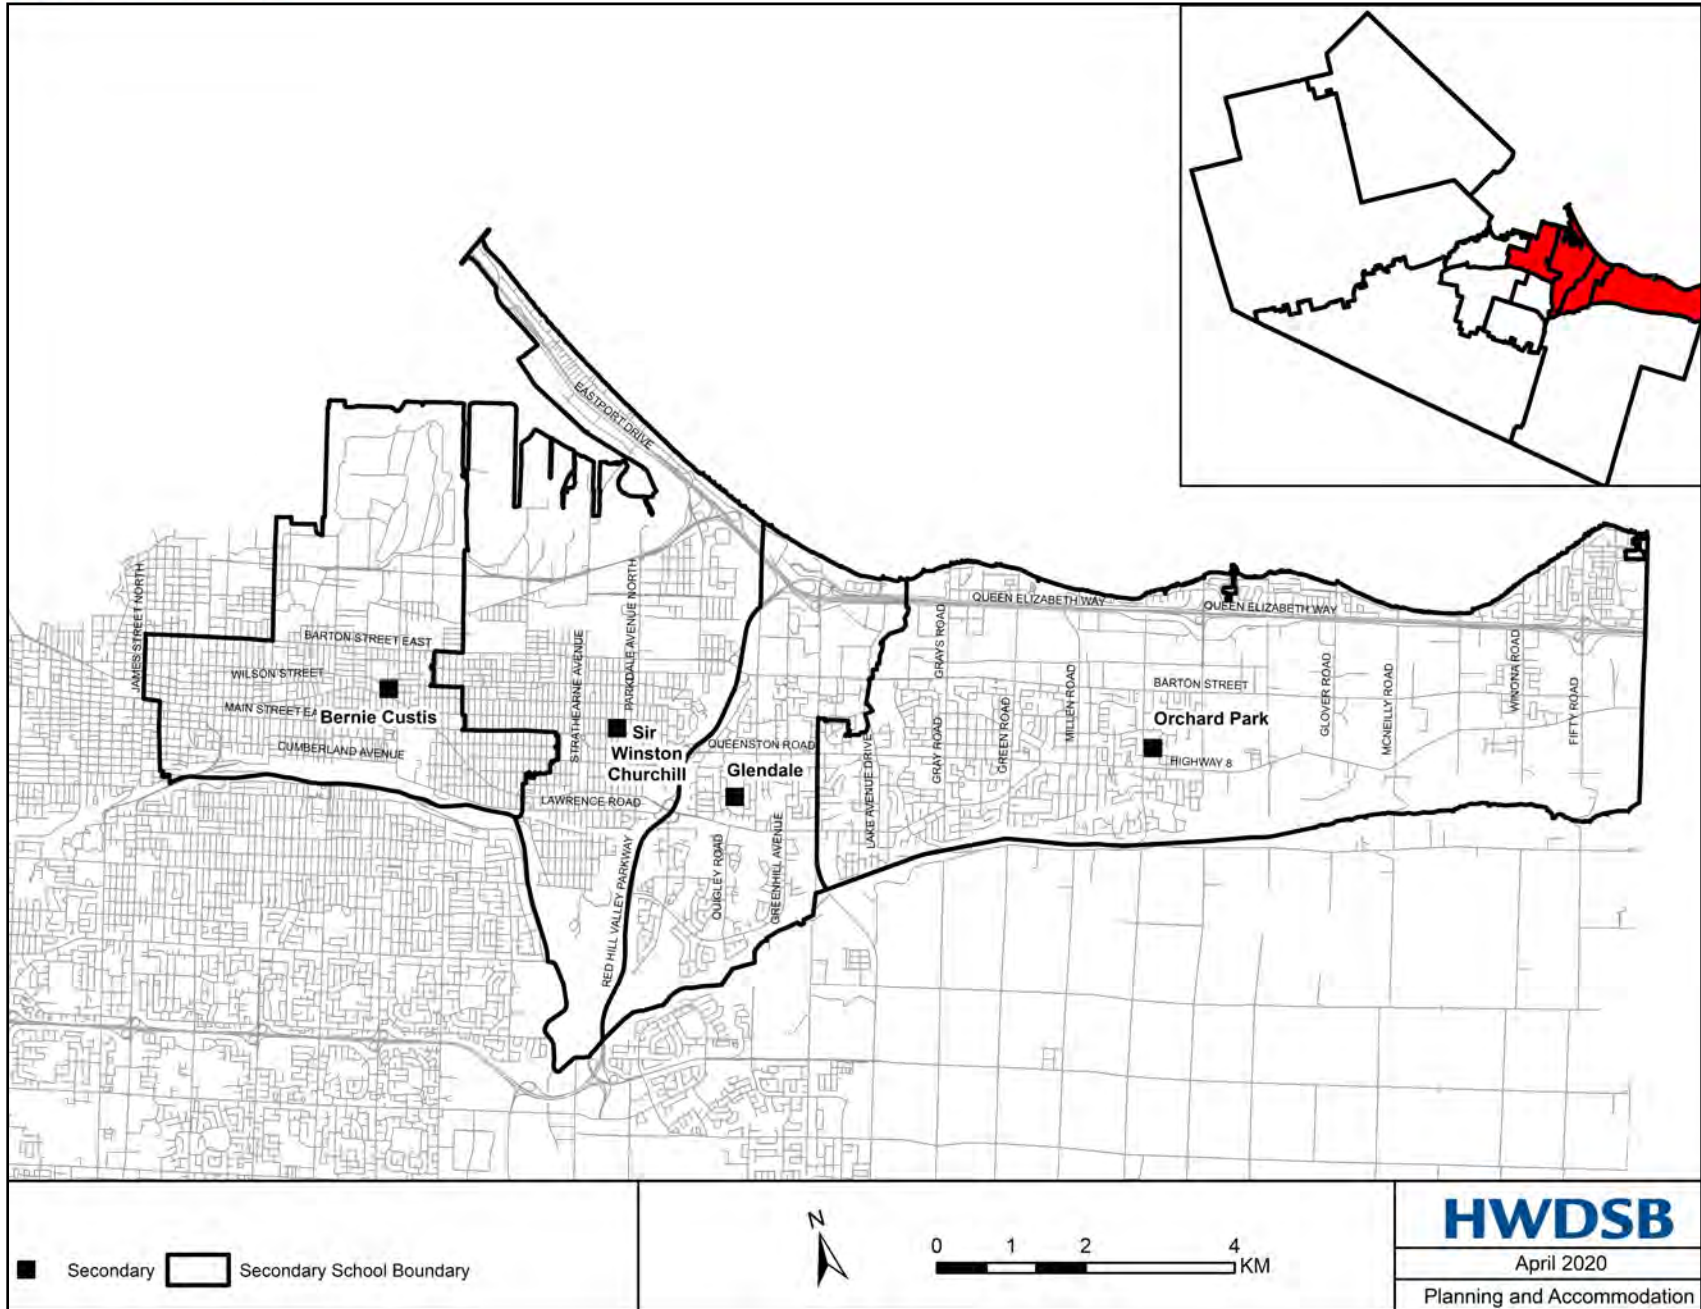 EASTPORT DRIVE
JAMES STREET NORTH
BARTON STREET EAST
WILSON STREET
MAIN STREET EA
Bernie Custis
CUMBERLAND AVENUE
STRATHEARNE AVENUE
PARKDALE AVENUE NORTH
Sir
Winston
Churchill
LAWRENCE ROAD
RED HILL VALLEY PARKWAY
QUEENSTON ROAD
Glendale
QUIGLEY ROAD
GREENHILL AVENUE
LAKE AVENUE DRIVE
QUEEN ELIZABETH WAY
QUEEN ELIZABETH WAY
GRAYS ROAD
GRAY ROAD
GREEN ROAD
MILLEN ROAD
BARTON STREET
Orchard Park
HIGHWAY 8
GLOVER ROAD
MCNEILLY ROAD
WINONA ROAD
FIFTY ROAD
Secondary
Secondary School Boundary
N
0 1 2 4
KM
HWDSB
April 2020
Planning and Accommodation